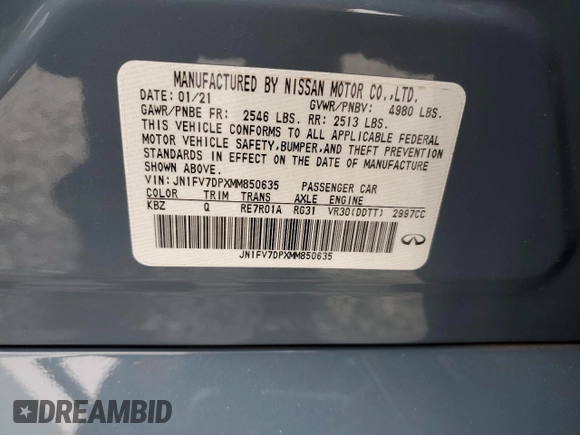 MANUFACTURED BY NISSAN MOTOR CO.,LTD.
DATE: 01/21 GVWR/PNBV: 4980 LBS.
GAWR/PNBE FR: 2546 LBS. RR: 2513 LBS.
THIS VEHICLE CONFORMS TO ALL APPLICABLE FEDERAL
MOTOR VEHICLE SAFETY,BUMPER,AND THEFT PREVENTION
STANDARDS IN EFFECT ON THE DATE OF MANUFACTURE
SHOWN ABOVE.
VIN: JN1FV7DPXMM850635 PASSENGER CAR
COLOR TRIM TRANS AXLE ENGINE
KBZ Q RE7R01A RG31 VR30(DDTT) 2997CC
JN1FV7DPXMM850635
DREAMBID